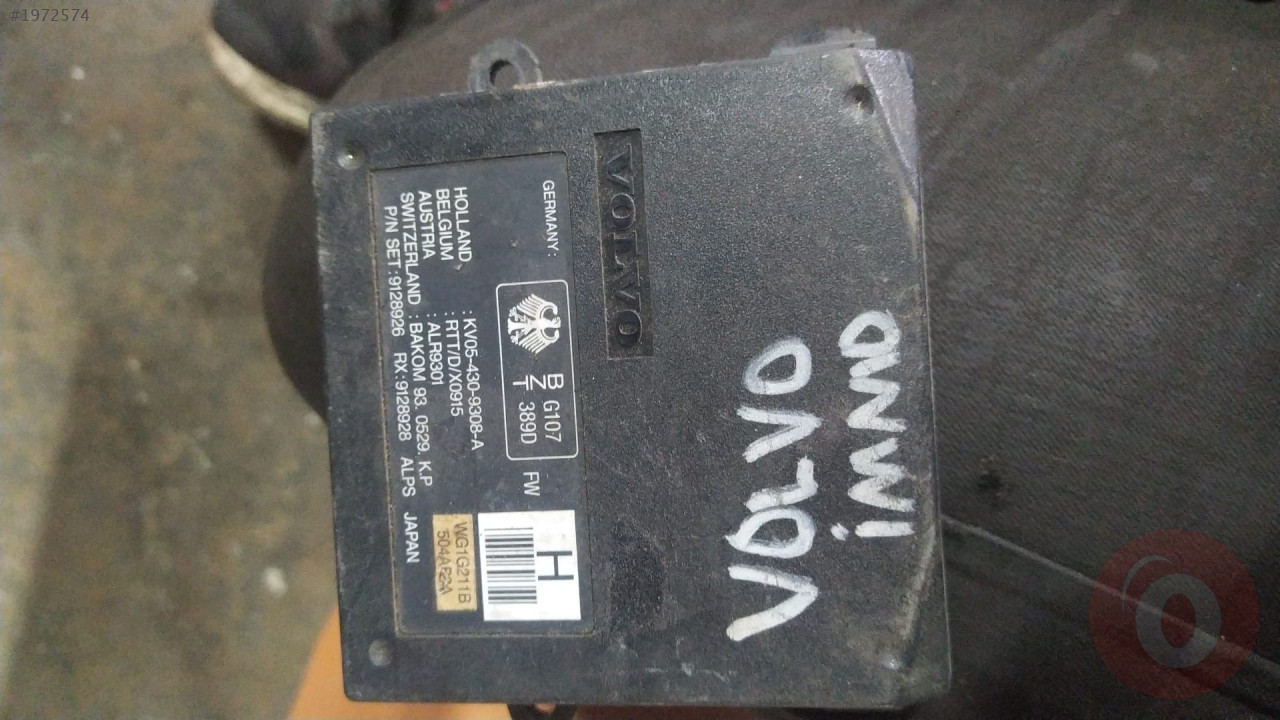 #1972574
VOLVO
GERMANY:
B G107
Z
T 389D
FW
HOLLAND : KV05-430-9308-A
BELGIUM : RTT/D/X0915
AUSTRIA : ALR9301
SWITZERLAND : BAKOM 93. 0529. K.P
P/N SET:9128926 RX:9128928 ALPS JAPAN
H
WG1G211B
VOLVO
İMMO